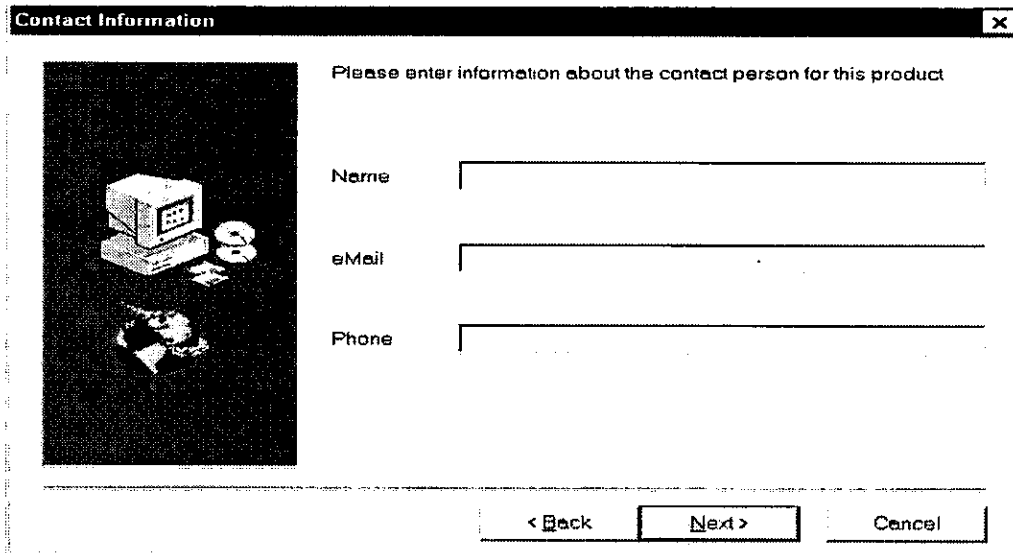 Contact Information
Please enter information about the contact person for this product
Name
eMail
Phone
< Back Next > Cancel